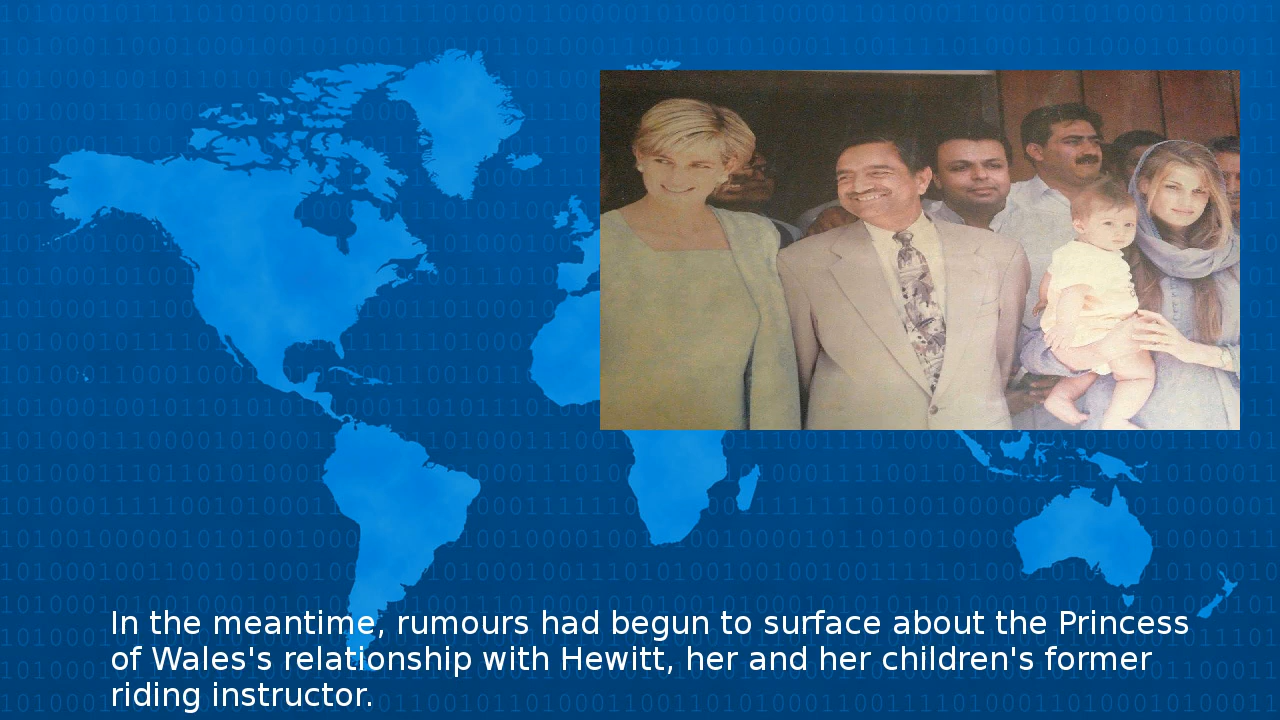 In the meantime, rumours had begun to surface about the Princess
of Wales's relationship with Hewitt, her and her children's former
riding instructor.